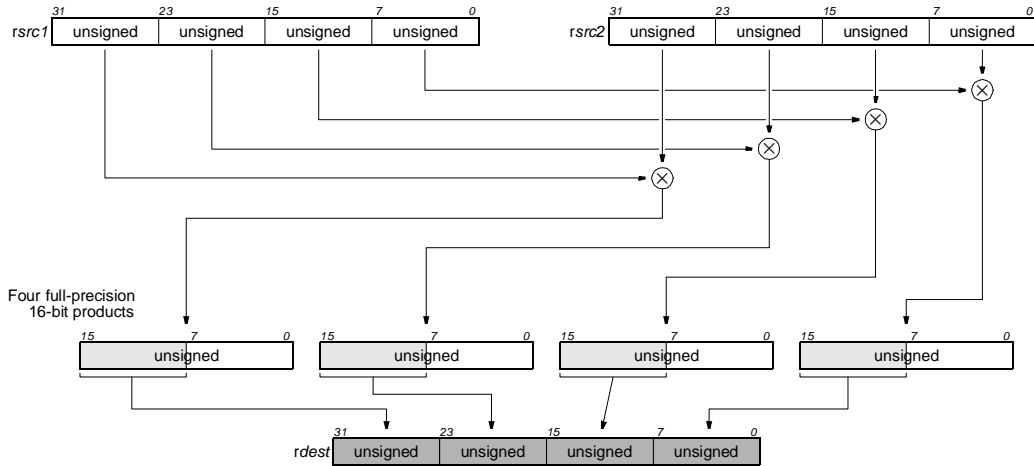 31 23 15 7 0 31 23 15 7 0
rsrc1 unsigned unsigned unsigned unsigned rsrc2 unsigned unsigned unsigned unsigned
Four full-precision
16-bit products
15 7 0 15 7 0 15 7 0 15 7 0
unsigned unsigned unsigned unsigned
31 23 15 7 0
rdest unsigned unsigned unsigned unsigned